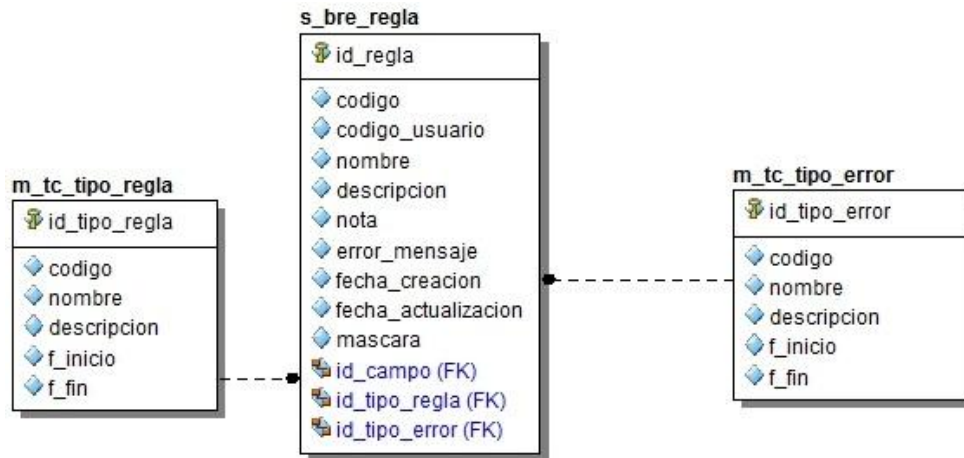 s_bre_regla
id_regla
codigo
codigo_usuario
nombre
descripcion
nota
error_mensaje
fecha_creacion
fecha_actualizacion
mascara
id_campo (FK)
id_tipo_regla (FK)
id_tipo_error (FK)
m_tc_tipo_regla
id_tipo_regla
codigo
nombre
descripcion
f_inicio
f_fin
m_tc_tipo_error
id_tipo_error
codigo
nombre
descripcion
f_inicio
f_fin